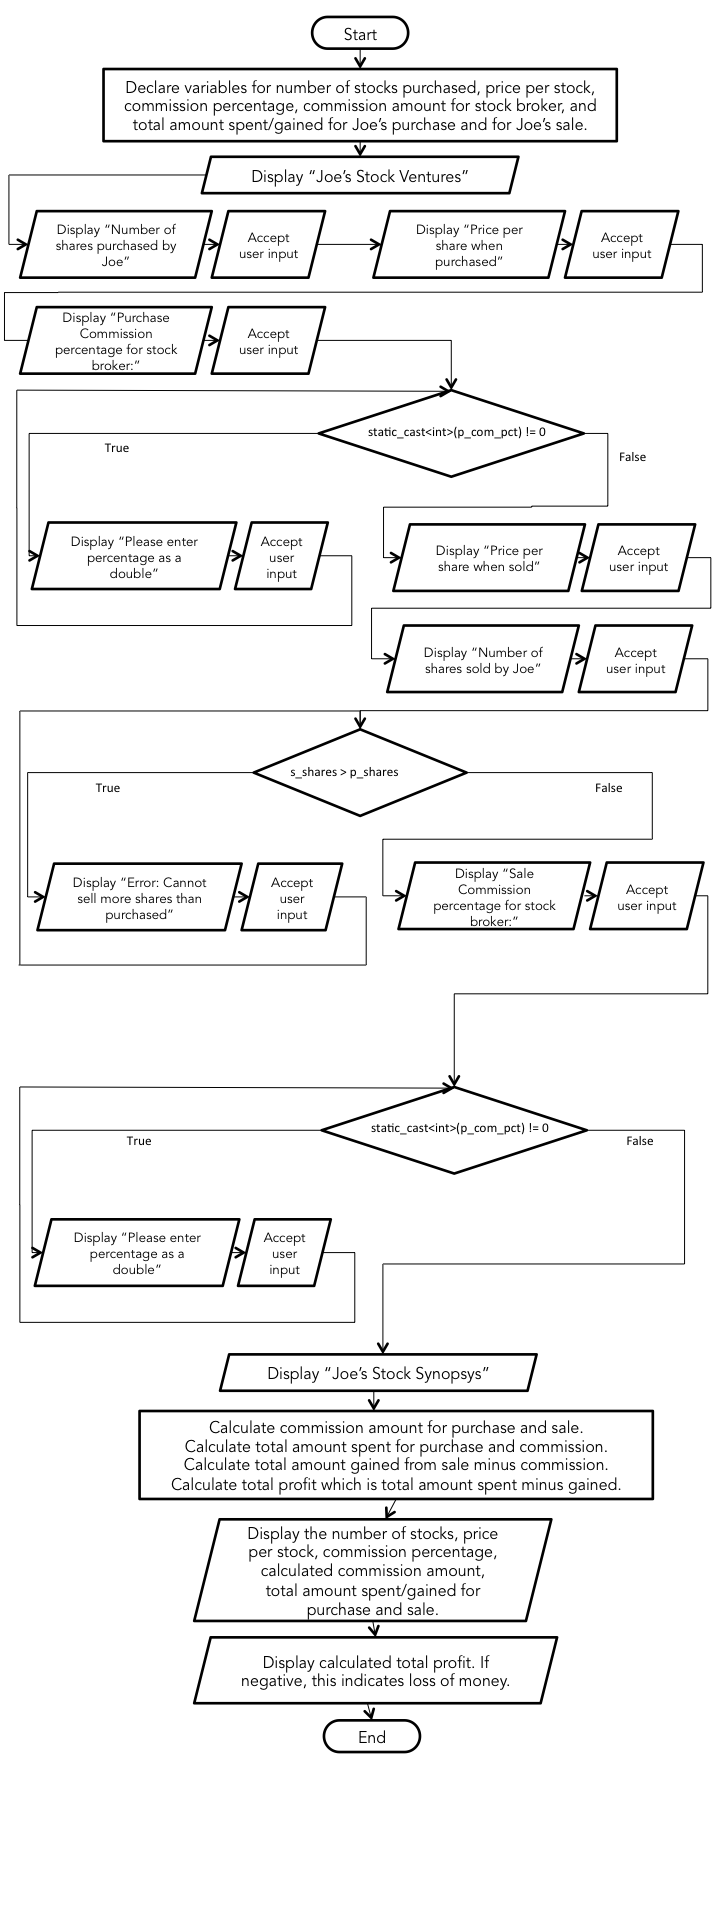 Start
Declare variables for number of stocks purchased, price per stock,
commission percentage, commission amount for stock broker, and
total amount spent/gained for Joe’s purchase and for Joe’s sale.
Display “Joe’s Stock Ventures”
Display “Number of
shares purchased by
Joe”
Accept
user input
Display “Price per
share when
purchased”
Accept
user input
Display “Purchase
Commission
percentage for stock
broker:”
Accept
user input
static_cast<int>(p_com_pct) != 0
True
False
Display “Please enter
percentage as a
double”
Accept
user
input
Display “Price per
share when sold”
Accept
user input
Display “Number of
shares sold by Joe”
Accept
user input
s_shares > p_shares
True
False
Display “Error: Cannot
sell more shares than
purchased”
Accept
user
input
Display “Sale
Commission
percentage for stock
broker:”
Accept
user input
static_cast<int>(p_com_pct) != 0
True
False
Display “Please enter
percentage as a
double”
Accept
user
input
Display “Joe’s Stock Synopsys”
Calculate commission amount for purchase and sale.
Calculate total amount spent for purchase and commission.
Calculate total amount gained from sale minus commission.
Calculate total profit which is total amount spent minus gained.
Display the number of stocks, price
per stock, commission percentage,
calculated commission amount,
total amount spent/gained for
purchase and sale.
Display calculated total profit. If
negative, this indicates loss of money.
End